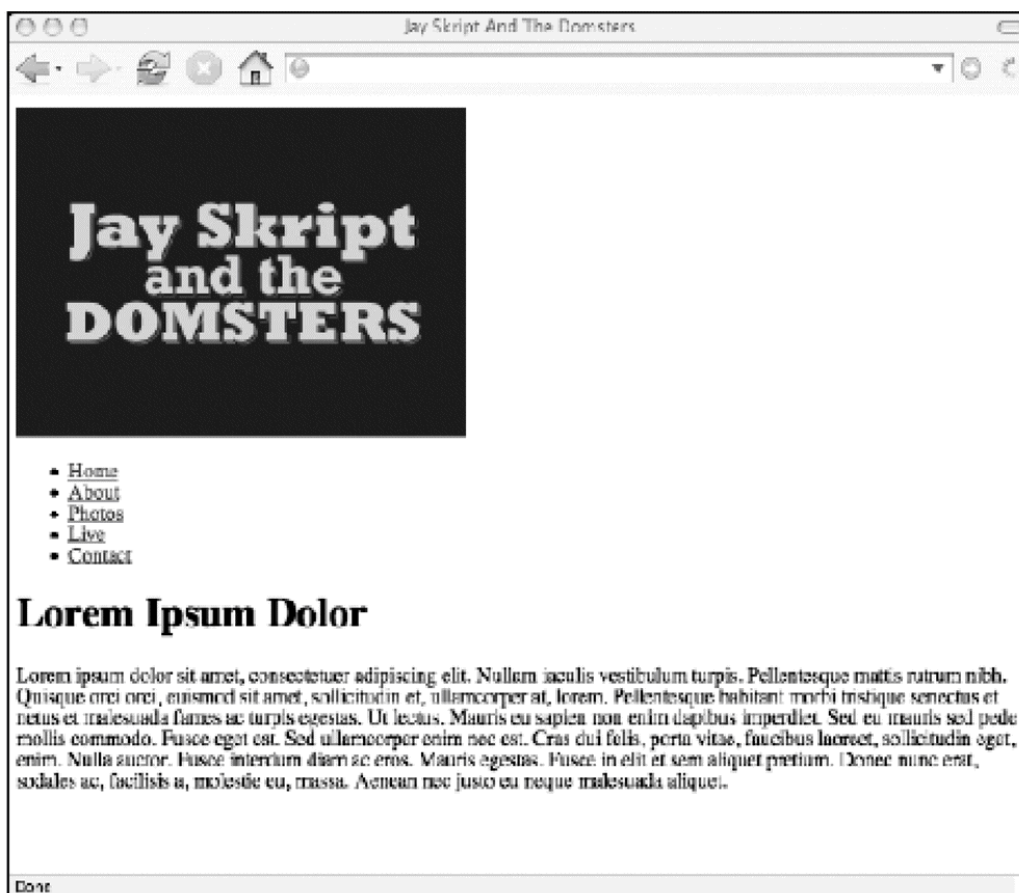 Jay Skript And The Domsters
Jay Skript
and the
DOMSTERS
Home
About
Photos
Live
Contact
Lorem Ipsum Dolor
Lorem ipsum dolor sit amet, consectetuer adipiscing elit. Nullam iaculis vestibulum turpis. Pellentesque mattis rutrum nibh.
Quisque orci orci, euismod sit amet, sollicitudin et, ullamcorper at, lorem. Pellentesque habitant morbi tristique senectus et
netus et malesuada fames ac turpis egestas. Ut lectus. Mauris eu sapien non enim dapibus imperdiet. Sed eu mauris sed pede
mollis commodo. Fusce eget est. Sed ullamcorper enim nec est. Cras dui felis, porta vitae, faucibus laoreet, sollicitudin eget,
enim. Nulla auctor. Fusce interdum diam ac eros. Mauris egestas. Fusce in elit et sem aliquet pretium. Donec nunc erat,
sodales ac, facilisis a, molestie eu, massa. Aenean nec justo eu neque malesuada aliquet.
Done